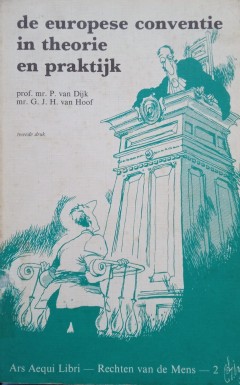 de europese conventie
in theorie
en praktijk
prof. mr. P. van Dijk
mr. G. J. H. van Hoof
tweede druk
Ars Aequi Libri — Rechten van de Mens — 2